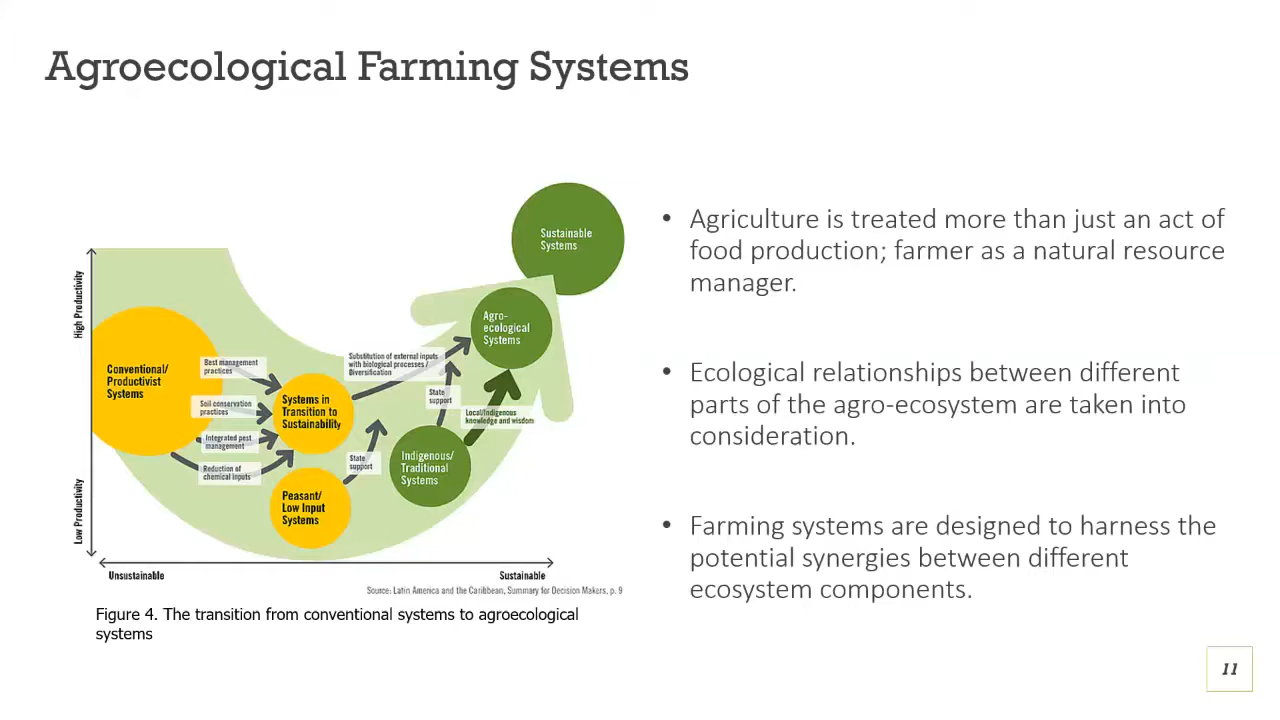 Agroecological Farming Systems
Sustainable
Systems
High Productivity
Low Productivity
Conventional/
Productivist
Systems
Best management
practices
Soil conservation
practices
Integrated pest
management
Reduction of
chemical inputs
Systems in
Transition to
Sustainability
Peasant/
Low Input
Systems
Substitution of external inputs
with biological processes /
Diversification
State
support
State
support
Local/Indigenous
knowledge and wisdom
Indigenous/
Traditional
Systems
Agro-
ecological
Systems
Unsustainable
Sustainable
Source: Latin America and the Caribbean, Summary for Decision Makers, p. 9
Figure 4. The transition from conventional systems to agroecological
systems
• Agriculture is treated more than just an act of
food production; farmer as a natural resource
manager.
• Ecological relationships between different
parts of the agro-ecosystem are taken into
consideration.
• Farming systems are designed to harness the
potential synergies between different
ecosystem components.
11